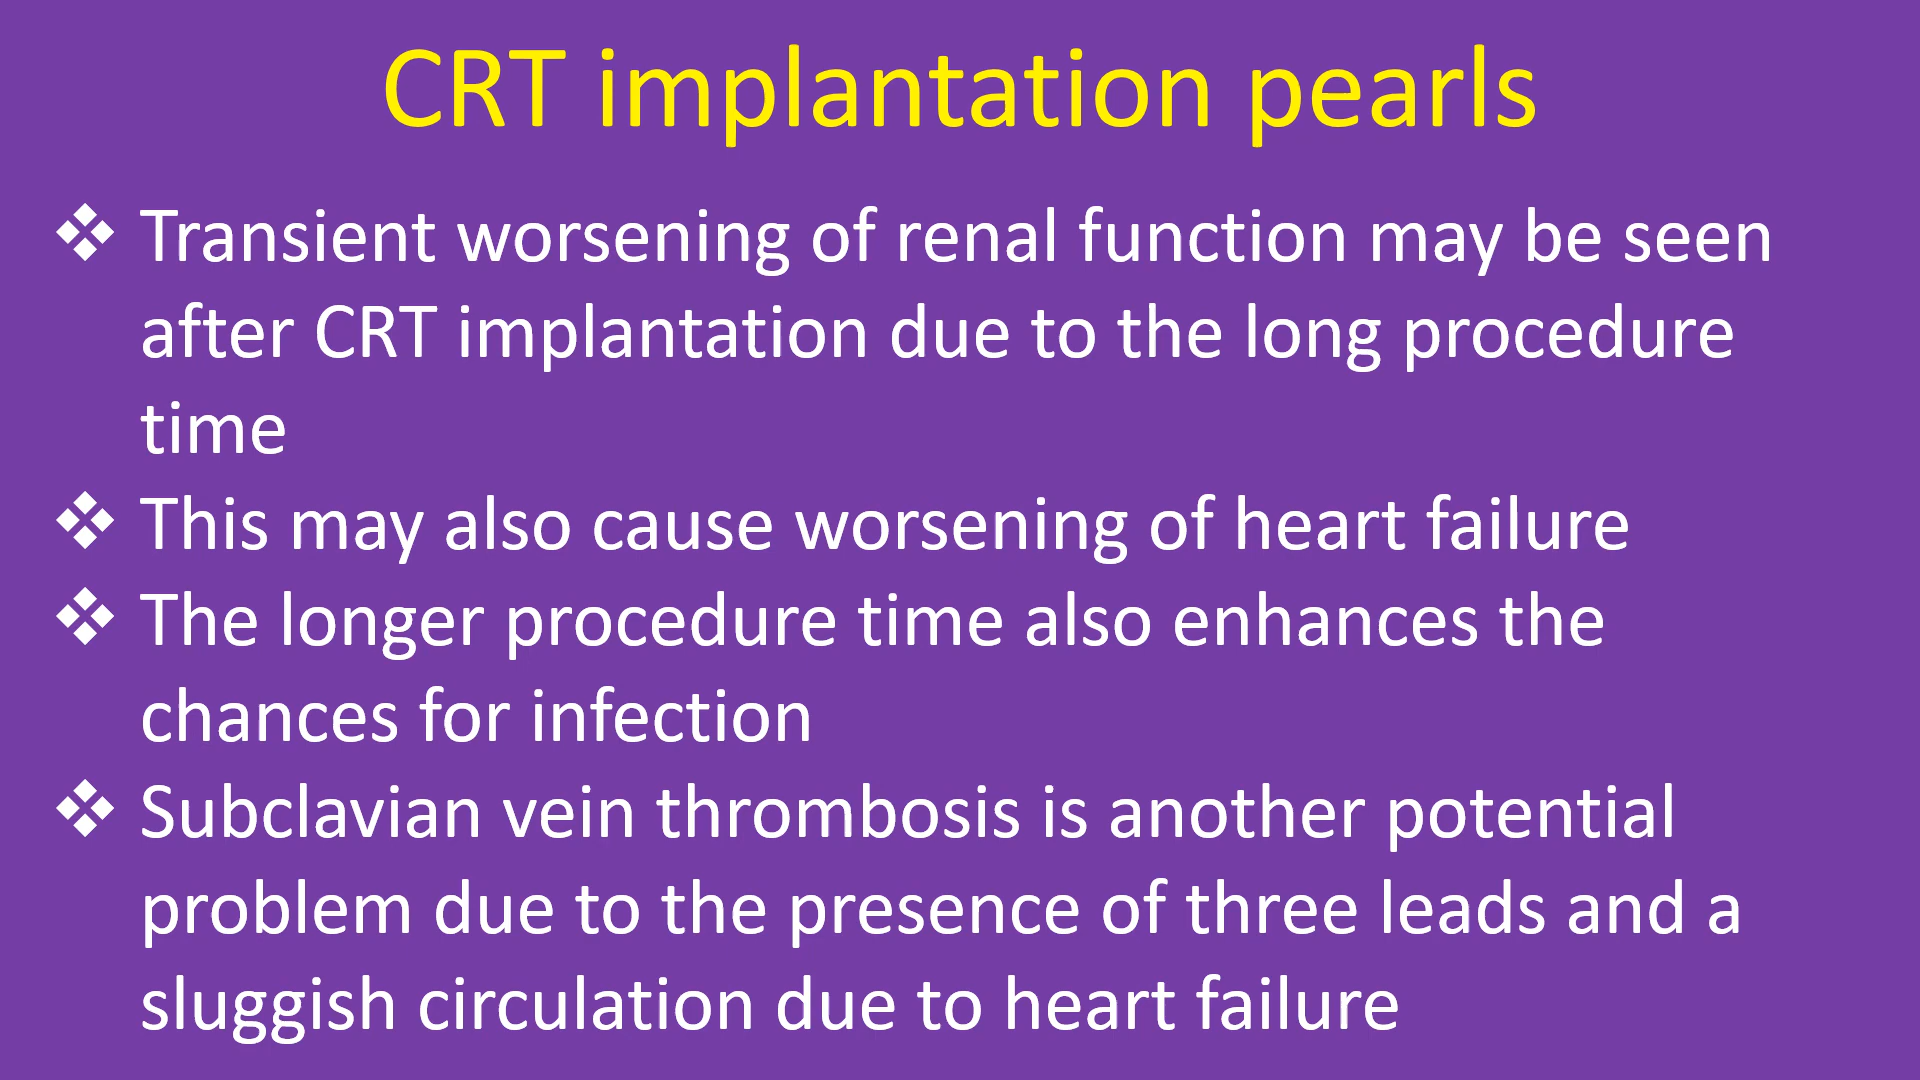 CRT implantation pearls
❖ Transient worsening of renal function may be seen
after CRT implantation due to the long procedure
time
❖ This may also cause worsening of heart failure
❖ The longer procedure time also enhances the
chances for infection
❖ Subclavian vein thrombosis is another potential
problem due to the presence of three leads and a
sluggish circulation due to heart failure